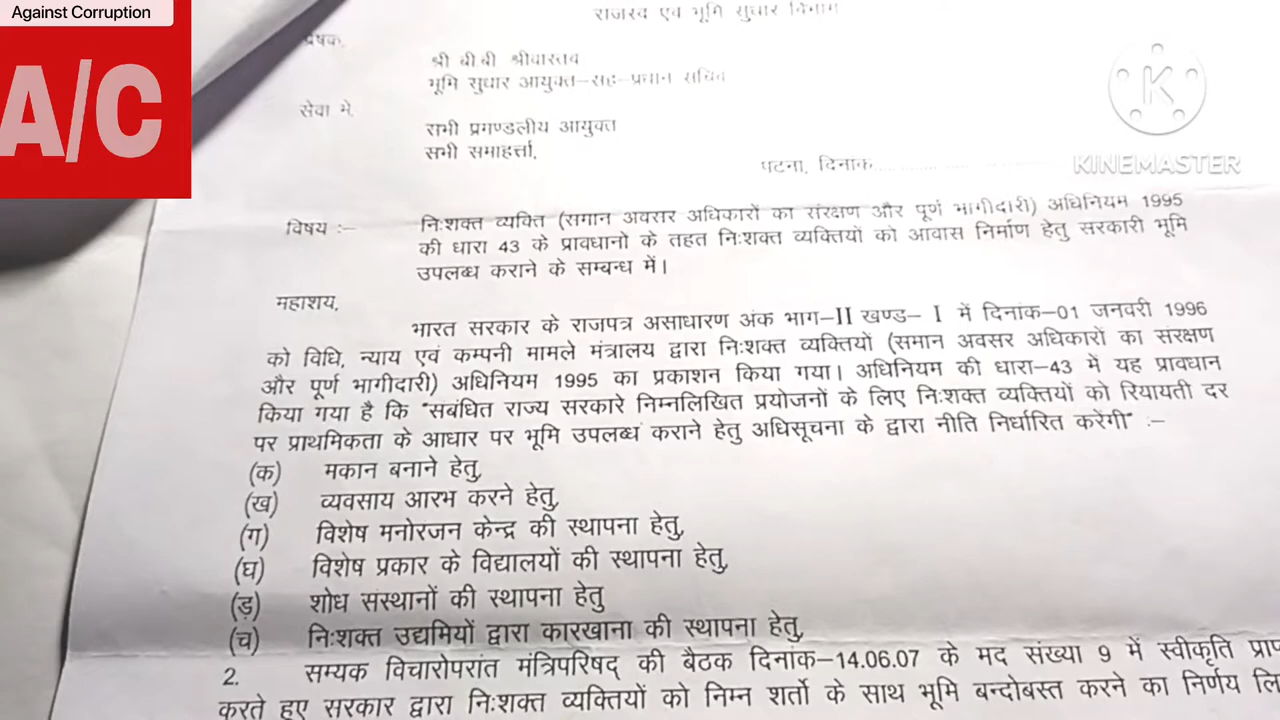 Against Corruption
A/C
राजस्व एवं भूमि सुधार विभाग
प्रेषक,
श्री वी.वी श्रीवास्तव
भूमि सुधार आयुक्त–सह–प्रधान सचिव
सेवा में,
सभी प्रमण्डलीय आयुक्त
सभी समाहर्त्ता,
पटना, दिनांक.....................
K
KINEMASTER
विषय :– निःशक्त व्यक्ति (समान अवसर अधिकारों का संरक्षण और पूर्ण भागीदारी) अधिनियम 1995
की धारा 43 के प्रावधानो के तहत निःशक्त व्यक्तियों को आवास निर्माण हेतु सरकारी भूमि
उपलब्ध कराने के सम्बन्ध में।
महाशय,
भारत सरकार के राजपत्र असाधारण अंक भाग–II खण्ड– I में दिनांक–01 जनवरी 1996
को विधि, न्याय एवं कम्पनी मामले मंत्रालय द्वारा निःशक्त व्यक्तियों (समान अवसर अधिकारों का संरक्षण
और पूर्ण भागीदारी) अधिनियम 1995 का प्रकाशन किया गया। अधिनियम की धारा–43 में यह प्रावधान
किया गया है कि "सबंधित राज्य सरकारे निम्नलिखित प्रयोजनों के लिए निःशक्त व्यक्तियों को रियायती दर
पर प्राथमिकता के आधार पर भूमि उपलब्ध कराने हेतु अधिसूचना के द्वारा नीति निर्धारित करेंगी" :–
(क) मकान बनाने हेतु,
(ख) व्यवसाय आरभ करने हेतु,
(ग) विशेष मनोरजन केन्द्र की स्थापना हेतु,
(घ) विशेष प्रकार के विद्यालयों की स्थापना हेतु,
(ड़) शोध संस्थानों की स्थापना हेतु
(च) निःशक्त उद्यमियों द्वारा कारखाना की स्थापना हेतु,
2. सम्यक विचारोपरांत मंत्रिपरिषद् की बैठक दिनांक–14.06.07 के मद संख्या 9 में स्वीकृति प्राप
करते हुए सरकार द्वारा निःशक्त व्यक्तियों को निम्न शर्तो के साथ भूमि बन्दोबस्त करने का निर्णय लि